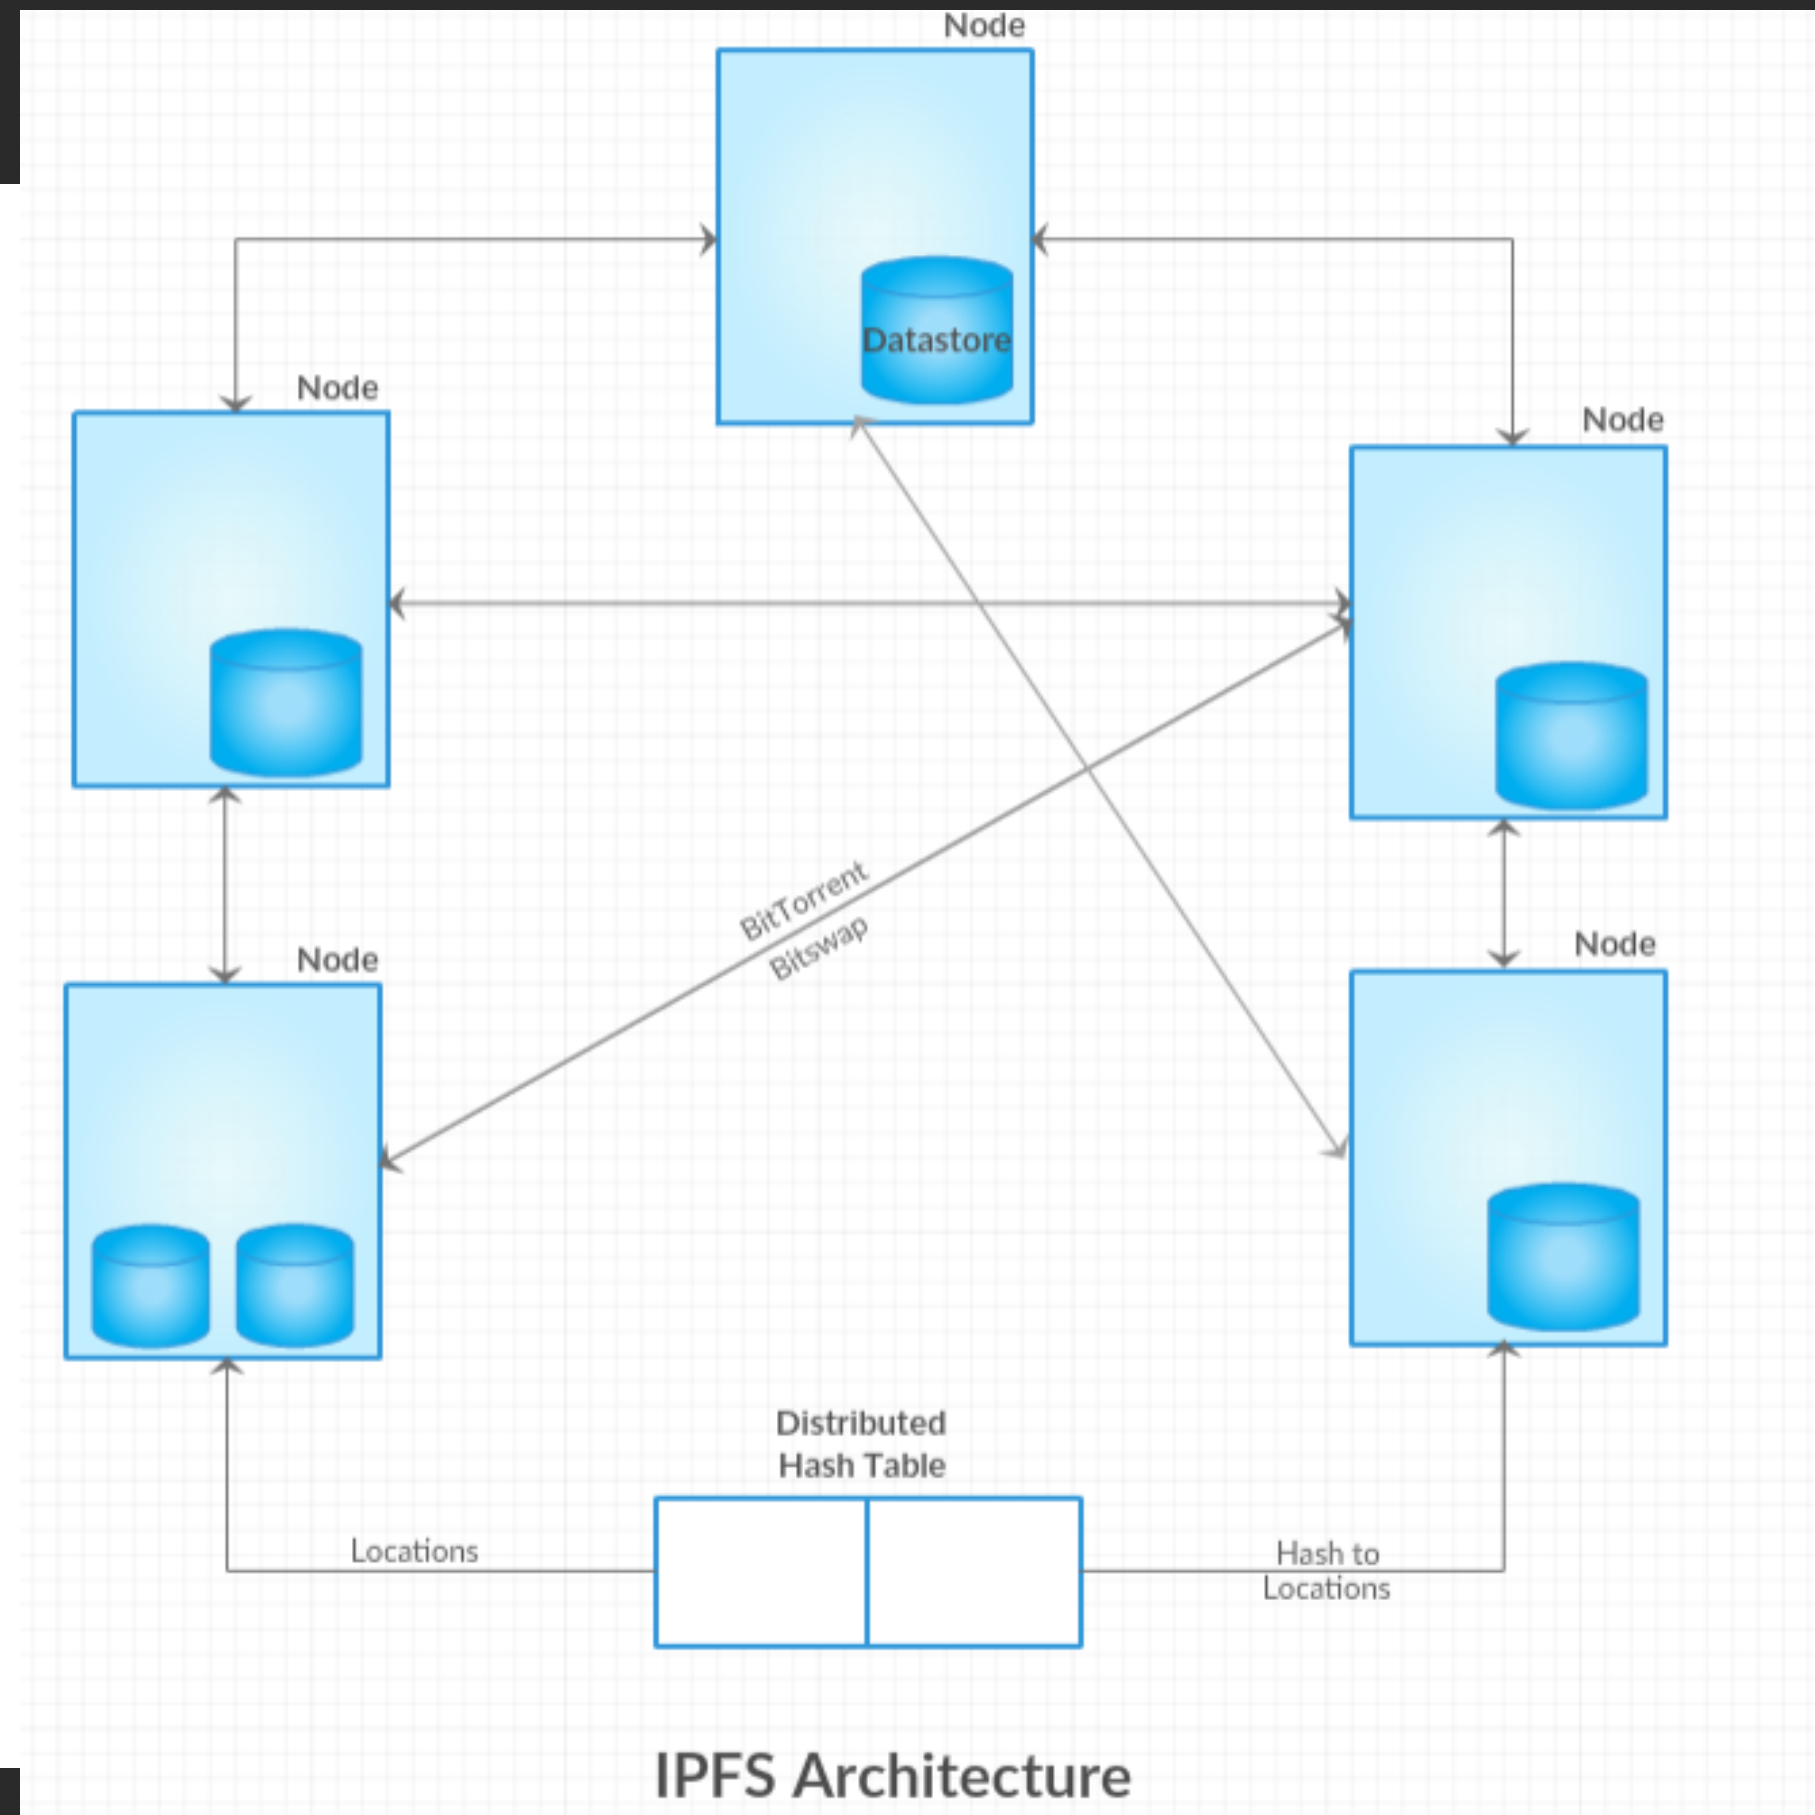 Node
Datastore
Node
Node
BitTorrent
Bitswap
Node
Node
Distributed
Hash Table
Locations
Hash to
Locations
IPFS Architecture